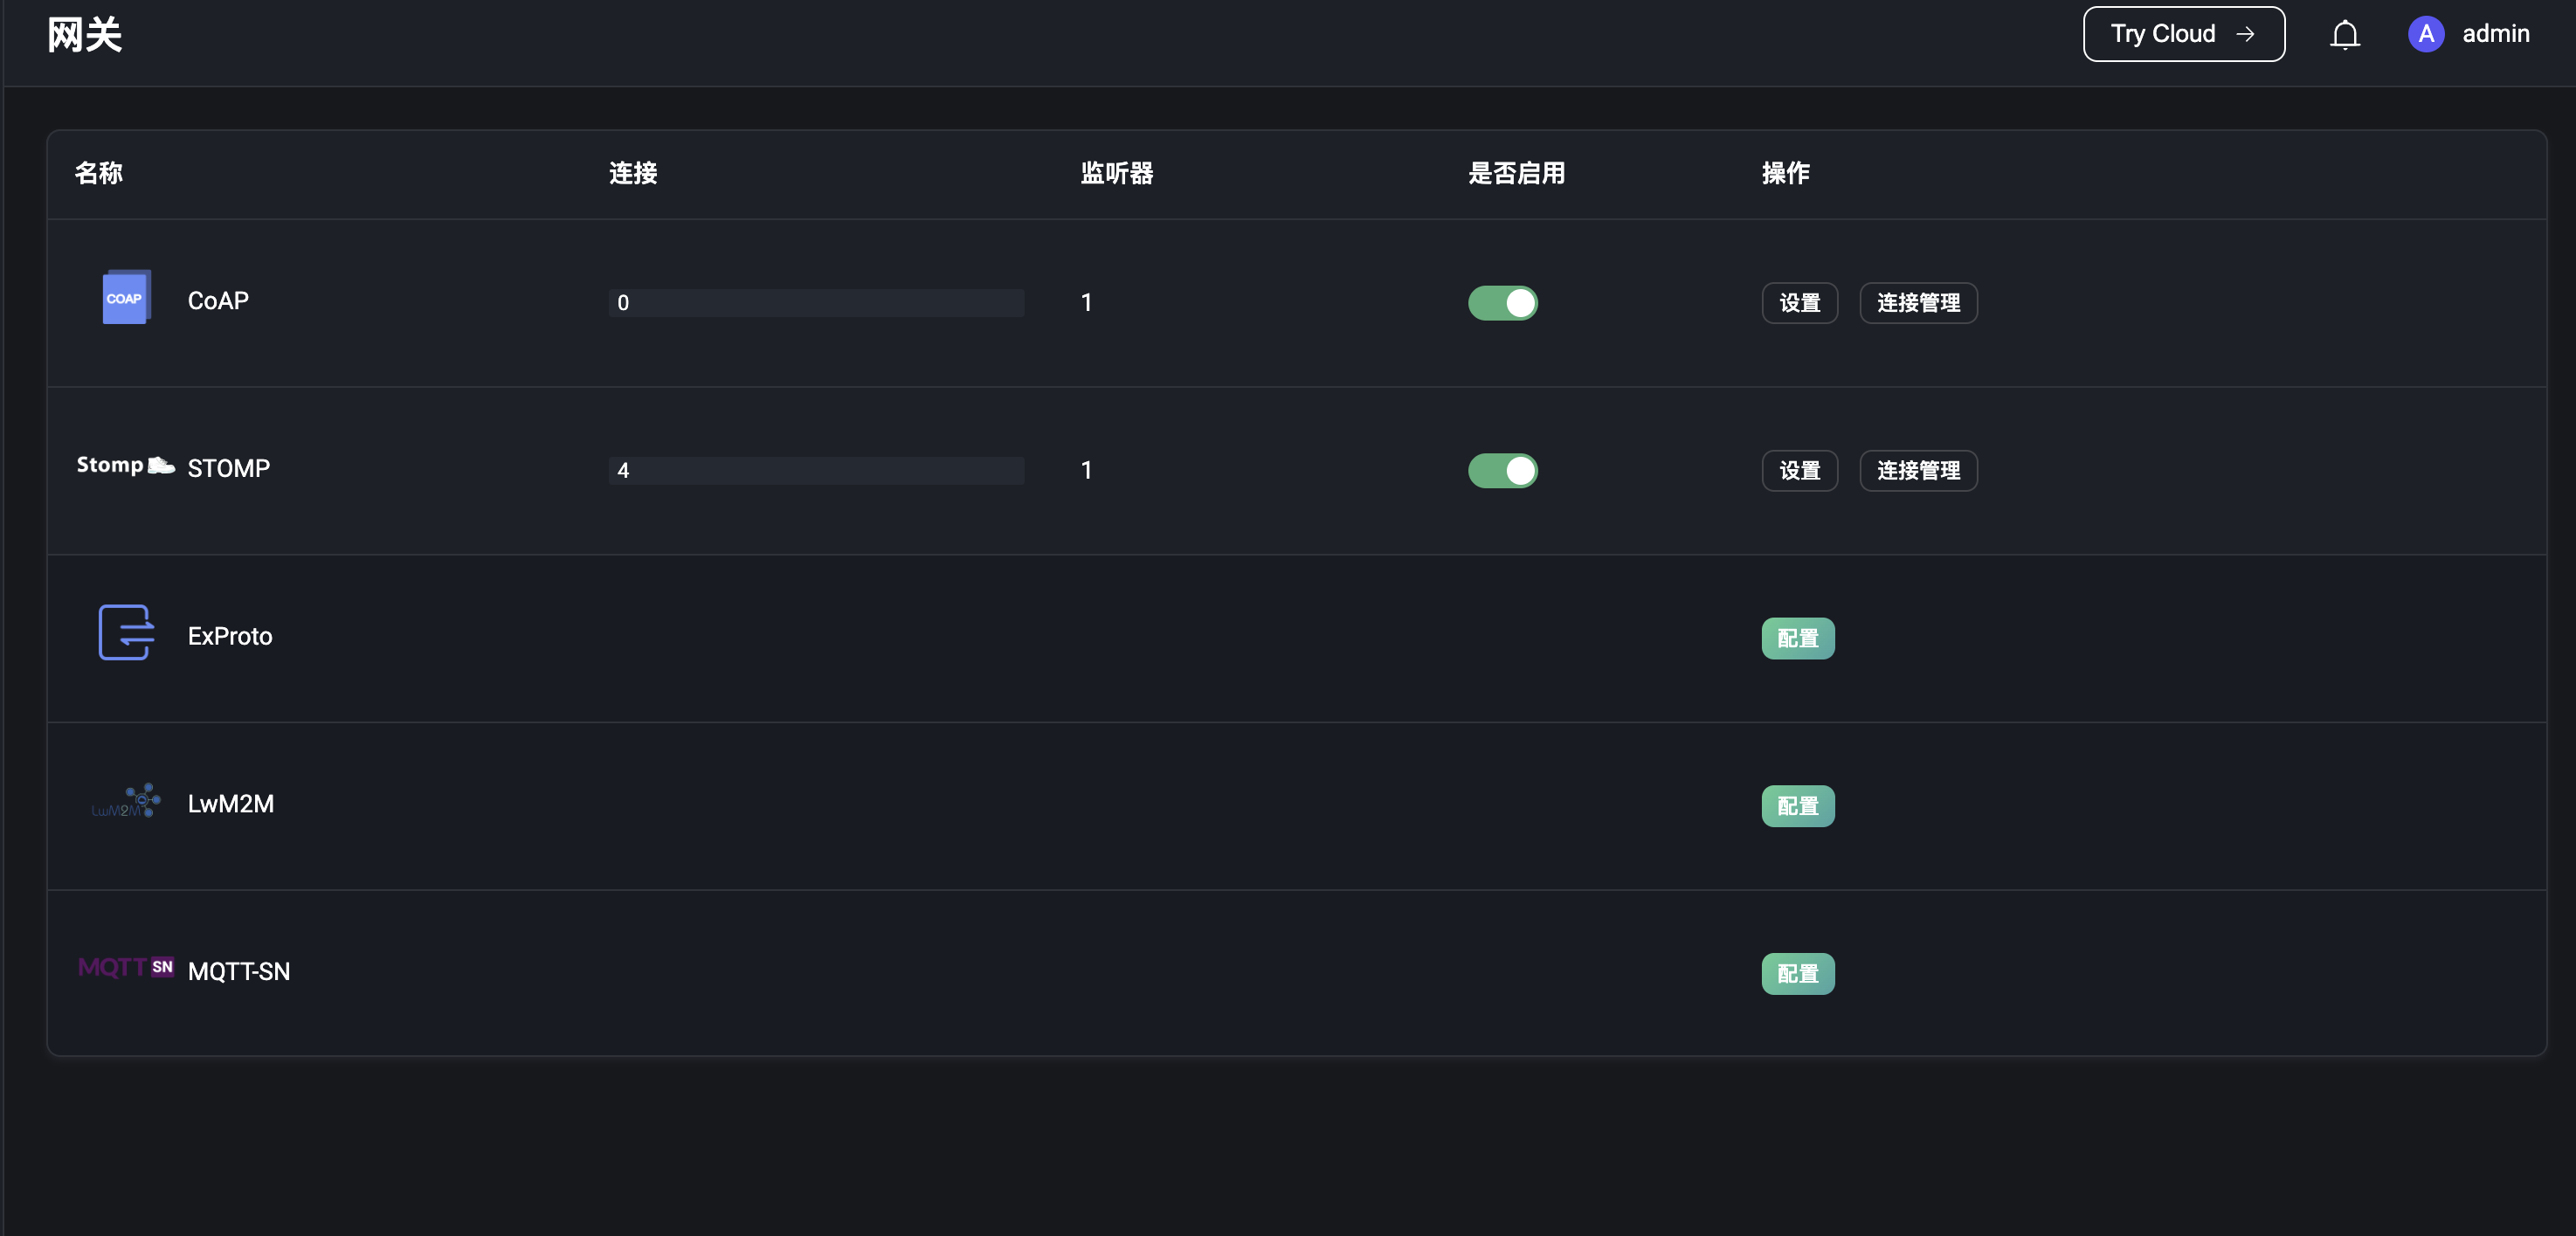 网关
Try Cloud → A admin
名称 连接 监听器 是否启用 操作
COAP CoAP 0 1 设置 连接管理
Stomp STOMP 4 1 设置 连接管理
ExProto 配置
LwM2M LwM2M 配置
MQTT SN MQTT-SN 配置